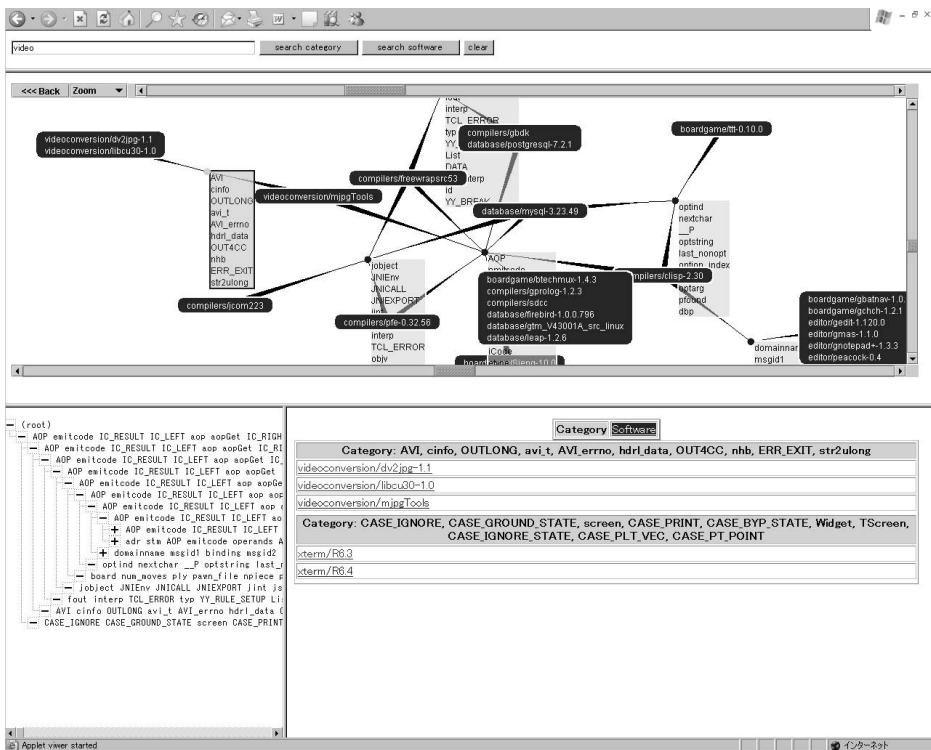 video
search category
search software
clear
<<< Back
Zoom
videoconversion/dv2jpg-1.1
videoconversion/libcu30-1.0
AVI
cinfo
OUTLONG
avi_t
AVI_errno
hdrl_data
OUT4CC
nhb
ERR_EXIT
str2ulong
videoconversion/mjpgTools
compilers/freewrapsrc53
interp
TCL_ERROR
typ
List
DATA
id
YY_BREAK
compilers/gbdk
database/postgresql-7.2.1
database/mysql-3.23.49
boardgame/ttt-0.10.0
optind
nextchar
__P
optstring
last_nonopt
option_index
optarg
pfound
dbp
compilers/jcom223
jobject
JNIEnv
JNICALL
JNIEXPORT
jint
compilers/pfe-0.32.56
interp
TCL_ERROR
objv
AOP
emitcode
boardgame/btechmux-1.4.3
compilers/gprolog-1.2.3
compilers/sdcc
database/firebird-1.0.0.796
database/gtm_V43001A_src_linux
database/leap-1.2.6
iCode
compilers/clisp-2.30
domainnar
msgid1
boardgame/gbatnav-1.0.
boardgame/gchch-1.2.1
editor/gedit-1.120.0
editor/gmas-1.1.0
editor/gnotepad+-1.3.3
editor/peacock-0.4
(root)
AOP emitcode IC_RESULT IC_LEFT aop aopGet IC_RIGH
AOP emitcode IC_RESULT IC_LEFT aop aopGet IC_RI
AOP emitcode IC_RESULT IC_LEFT aop aopGet IC_
AOP emitcode IC_RESULT IC_LEFT aop aopGet
AOP emitcode IC_RESULT IC_LEFT aop aopGe
AOP emitcode IC_RESULT IC_LEFT aop aop
AOP emitcode IC_RESULT IC_LEFT aop
AOP emitcode IC_RESULT IC_LEFT ao
AOP emitcode IC_RESULT IC_LEFT
adr stm AOP emitcode operands A
domainname msgid1 binding msgid2
optind nextchar __P optstring last_
board num_moves ply pawn_file npiece p
jobject JNIEnv JNICALL JNIEXPORT jint js
fout interp TCL_ERROR typ YY_RULE_SETUP Li
AVI cinfo OUTLONG avi_t AVI_errno hdrl_data
CASE_IGNORE CASE_GROUND_STATE screen CASE_PRINT
Category Software
Category: AVI, cinfo, OUTLONG, avi_t, AVI_errno, hdrl_data, OUT4CC, nhb, ERR_EXIT, str2ulong
videoconversion/dv2jpg-1.1
videoconversion/libcu30-1.0
videoconversion/mjpgTools
Category: CASE_IGNORE, CASE_GROUND_STATE, screen, CASE_PRINT, CASE_BYP_STATE, Widget, TScreen,
CASE_IGNORE_STATE, CASE_PLT_VEC, CASE_PT_POINT
xterm/R6.3
xterm/R6.4
Applet viwer started
インターネット